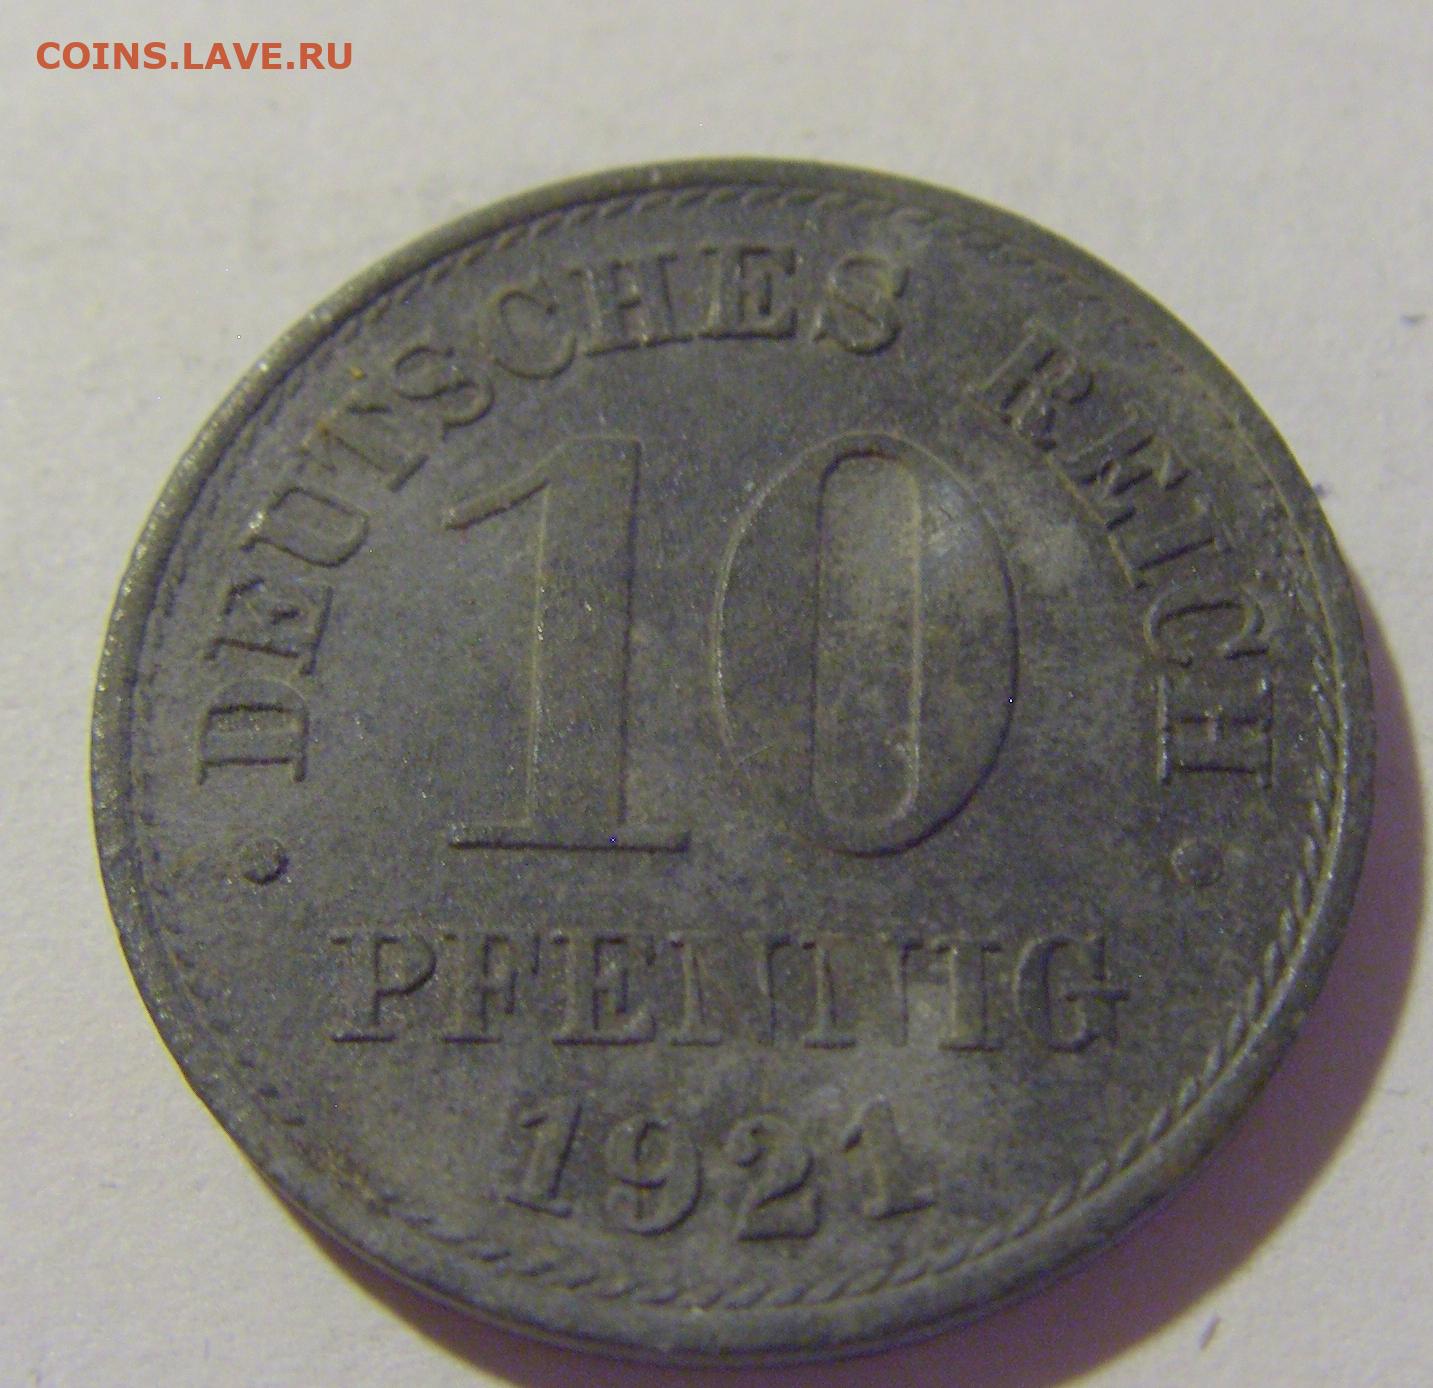 COINS.LAVE.RU
• DEUTSCHES REICH •
10
PFENNIG
1921